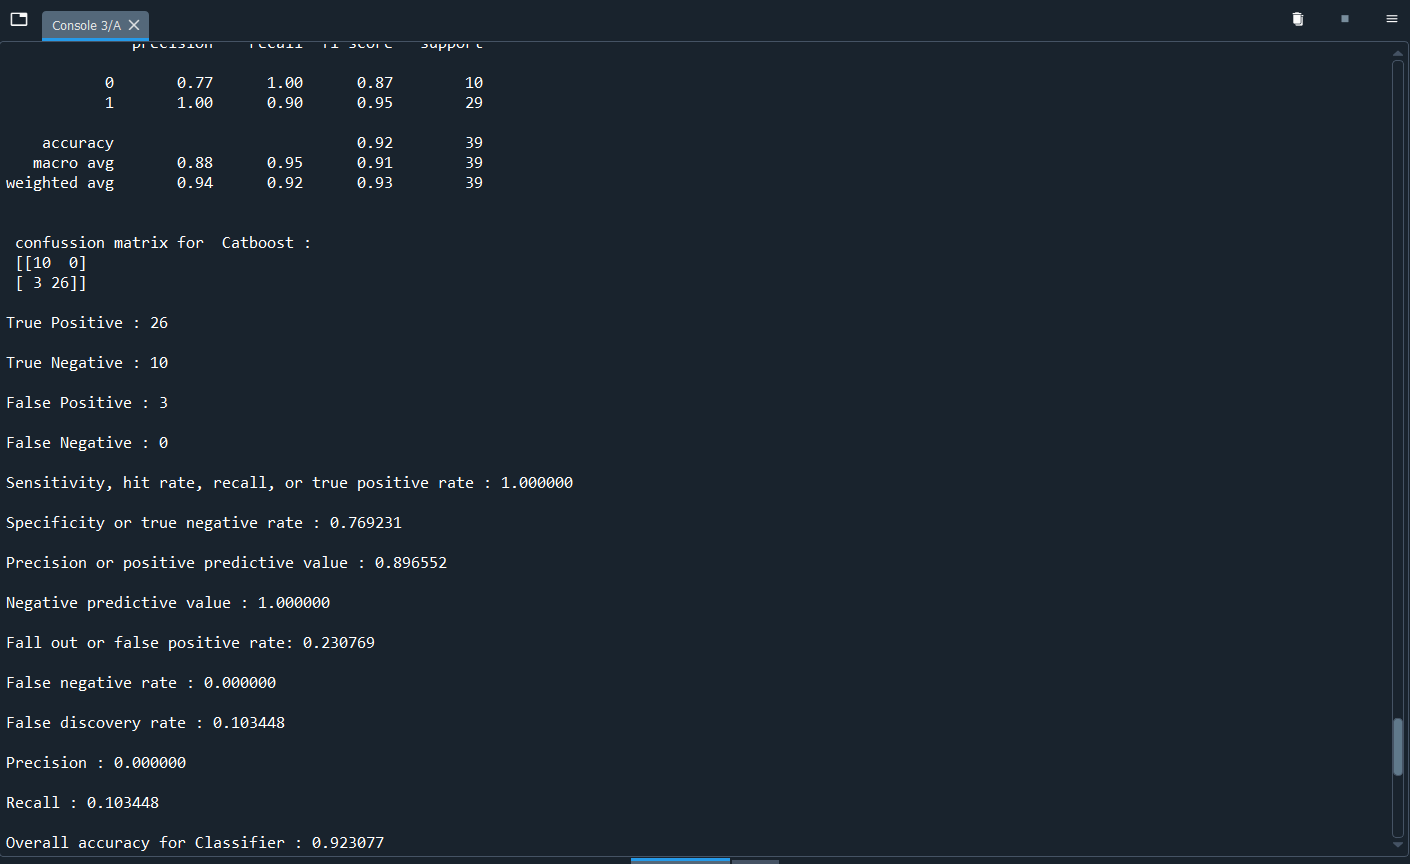 Console 3/A
precision recall f1-score support
0 0.77 1.00 0.87 10
1 1.00 0.90 0.95 29
accuracy 0.92 39
macro avg 0.88 0.95 0.91 39
weighted avg 0.94 0.92 0.93 39
confussion matrix for Catboost :
[[10 0]
[ 3 26]]
True Positive : 26
True Negative : 10
False Positive : 3
False Negative : 0
Sensitivity, hit rate, recall, or true positive rate : 1.000000
Specificity or true negative rate : 0.769231
Precision or positive predictive value : 0.896552
Negative predictive value : 1.000000
Fall out or false positive rate: 0.230769
False negative rate : 0.000000
False discovery rate : 0.103448
Precision : 0.000000
Recall : 0.103448
Overall accuracy for Classifier : 0.923077